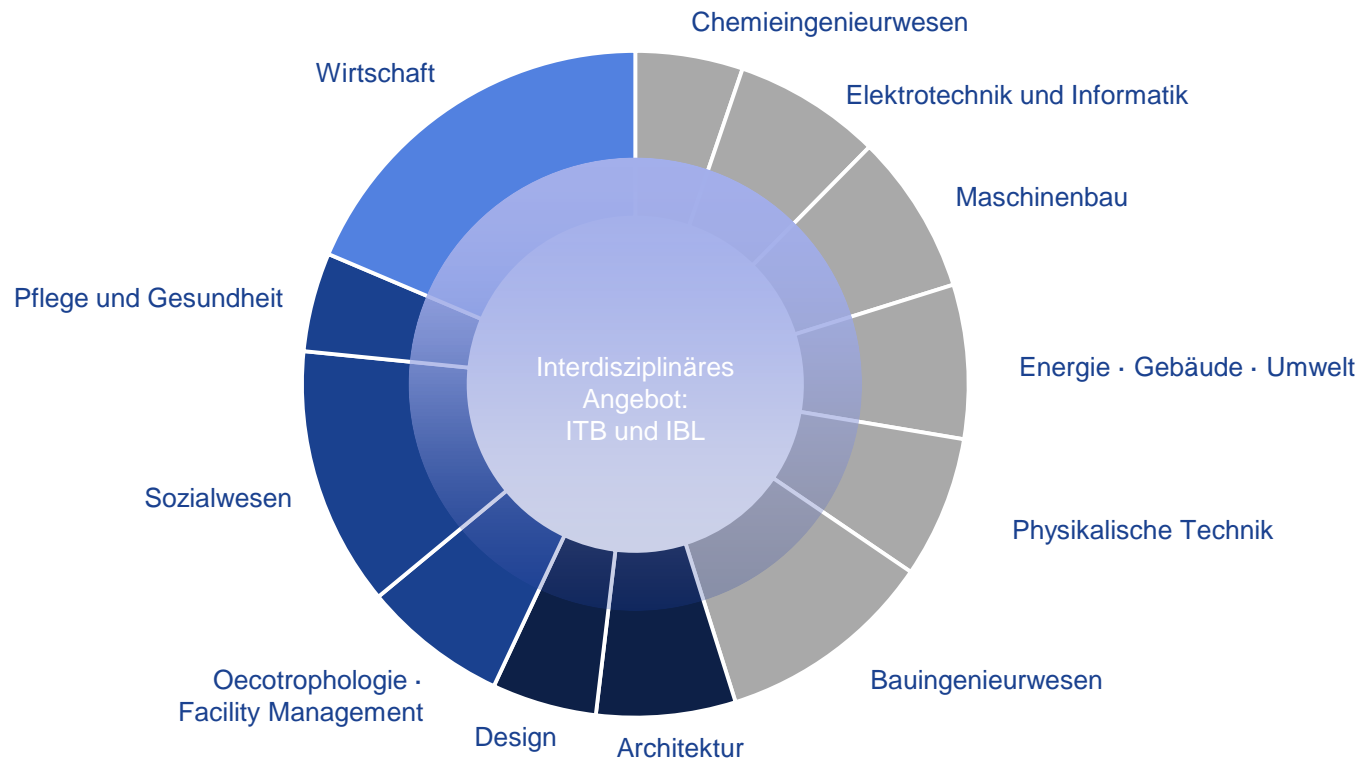 Chemieingenieurwesen
Wirtschaft
Elektrotechnik und Informatik
Maschinenbau
Pflege und Gesundheit
Energie · Gebäude · Umwelt
Interdisziplinäres
Angebot:
ITB und IBL
Sozialwesen
Physikalische Technik
Oecotrophologie ·
Facility Management
Bauingenieurwesen
Design
Architektur